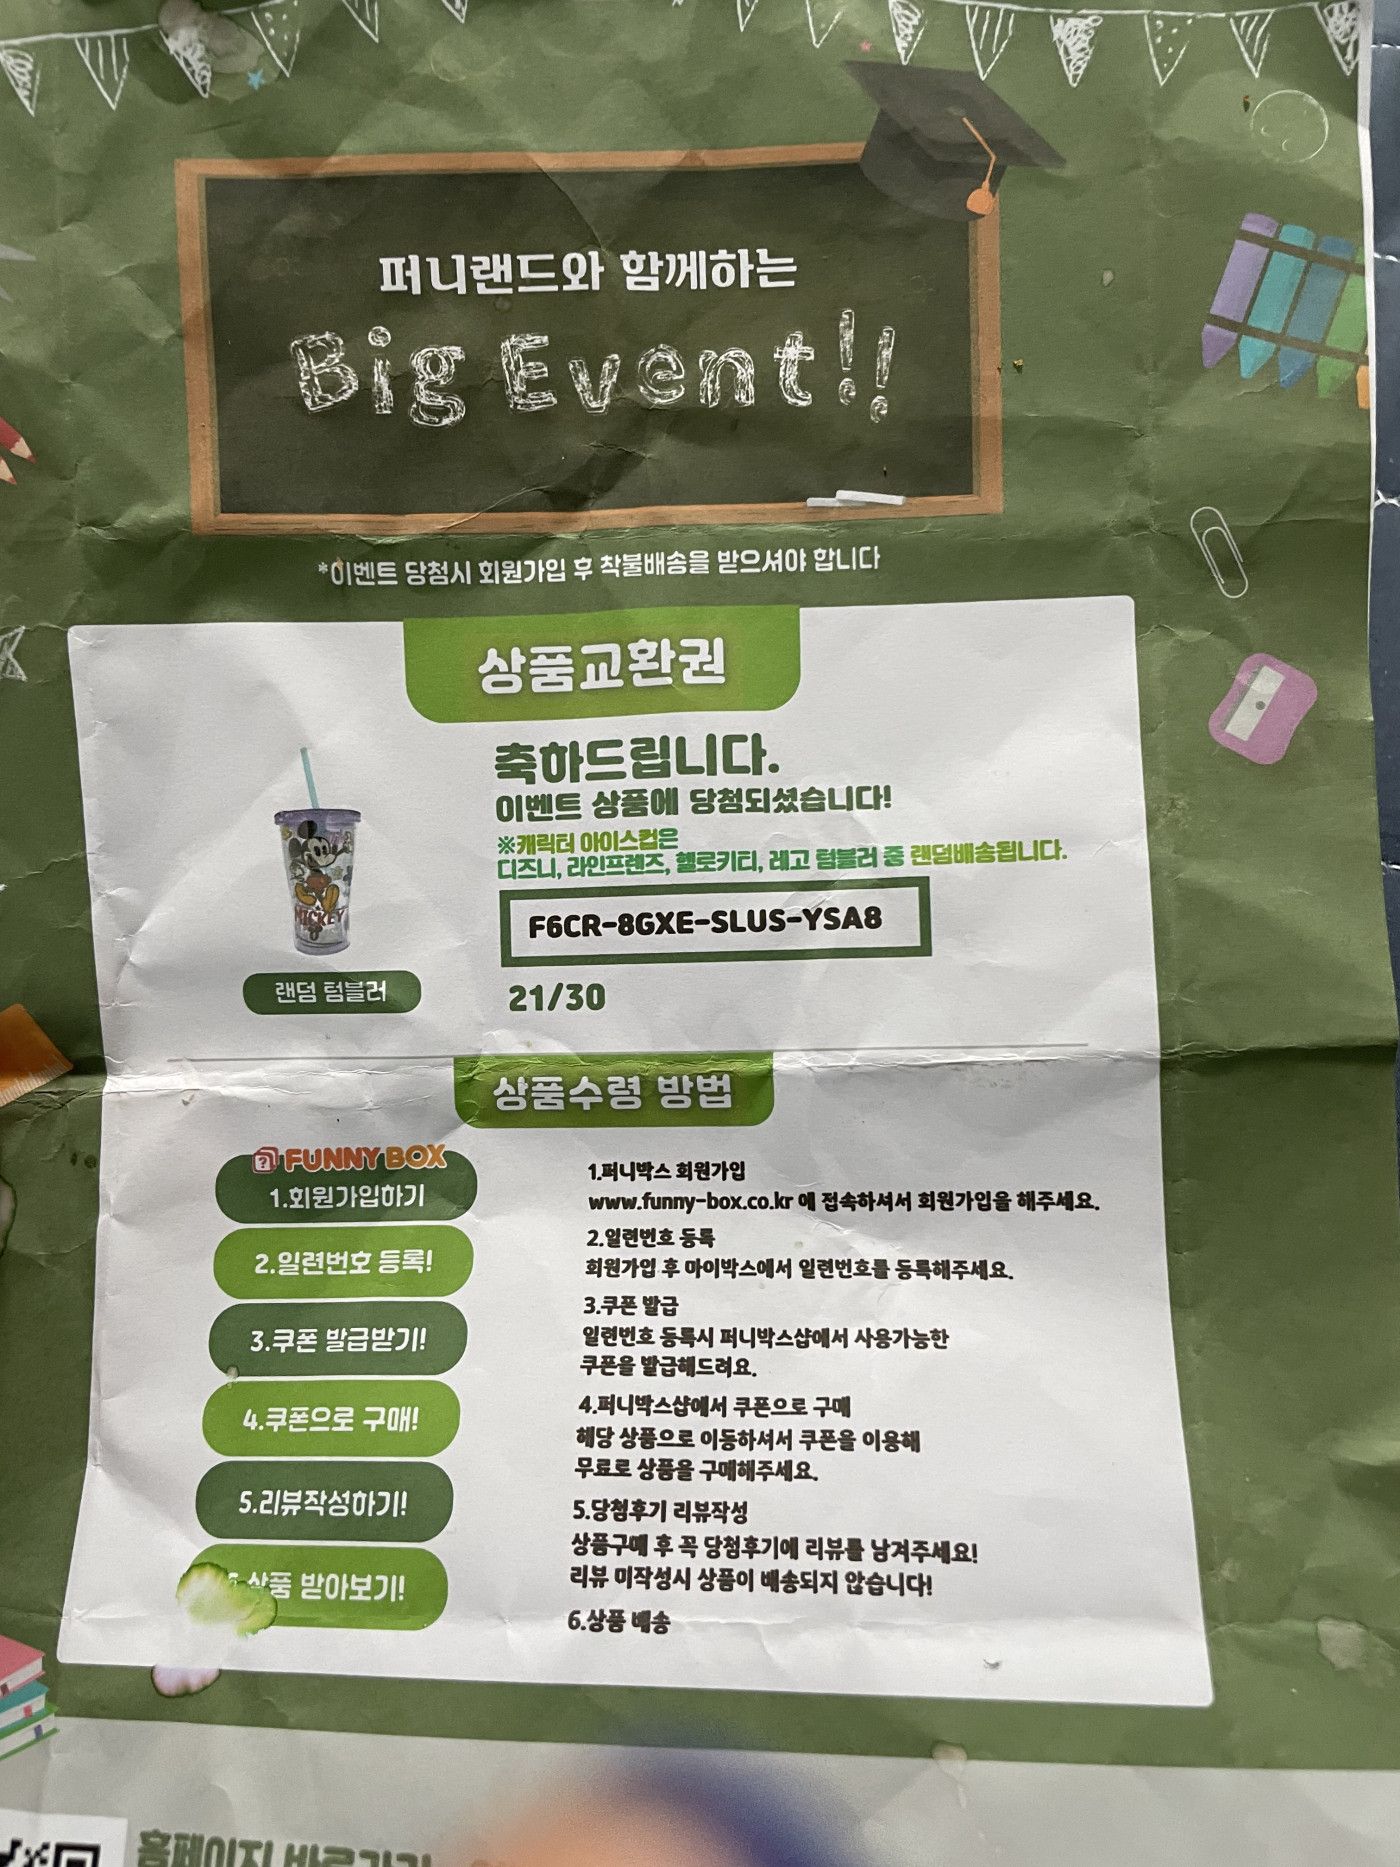 퍼니랜드와 함께하는
Big Event!!
*이벤트 당첨시 회원가입 후 착불배송을 받으셔야 합니다
상품교환권
축하드립니다.
이벤트 상품에 당첨되셨습니다!
※캐릭터 아이스컵은
디즈니, 라인프렌즈, 헬로키티, 레고 텀블러 중 랜덤배송됩니다.
MICKEY
F6CR-8GXE-SLUS-YSA8
랜덤 텀블러
21/30
상품수령 방법
FUNNY BOX
1.회원가입하기
2.일련번호 등록!
3.쿠폰 발급받기!
4.쿠폰으로 구매!
5.리뷰작성하기!
상품 받아보기!
1.퍼니박스 회원가입
www.funny-box.co.kr 에 접속하셔서 회원가입을 해주세요.
2.일련번호 등록
회원가입 후 마이박스에서 일련번호를 등록해주세요.
3.쿠폰 발급
일련번호 등록시 퍼니박스샵에서 사용가능한
쿠폰을 발급해드려요.
4.퍼니박스샵에서 쿠폰으로 구매
해당 상품으로 이동하셔서 쿠폰을 이용해
무료로 상품을 구매해주세요.
5.당첨후기 리뷰작성
상품구매 후 꼭 당첨후기에 리뷰를 남겨주세요!
리뷰 미작성시 상품이 배송되지 않습니다!
6.상품 배송
홈페이지 바로가기